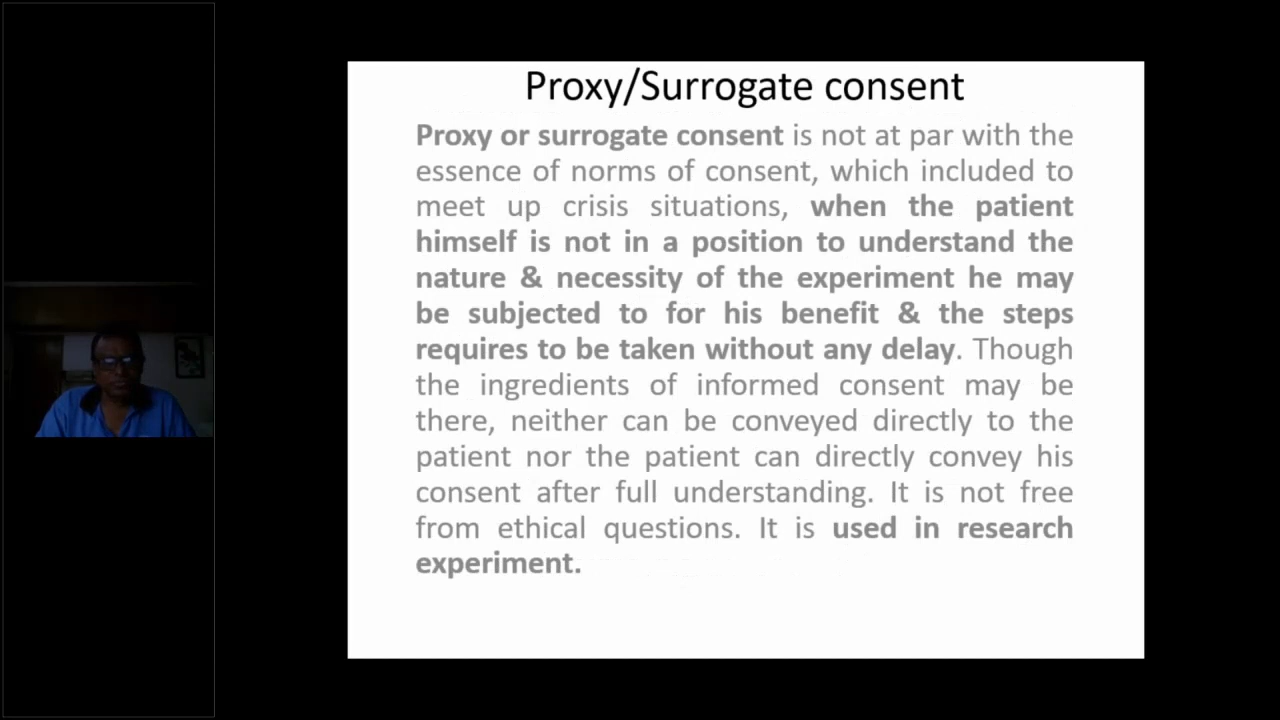 Proxy/Surrogate consent
Proxy or surrogate consent is not at par with the
essence of norms of consent, which included to
meet up crisis situations, when the patient
himself is not in a position to understand the
nature & necessity of the experiment he may
be subjected to for his benefit & the steps
requires to be taken without any delay. Though
the ingredients of informed consent may be
there, neither can be conveyed directly to the
patient nor the patient can directly convey his
consent after full understanding. It is not free
from ethical questions. It is used in research
experiment.